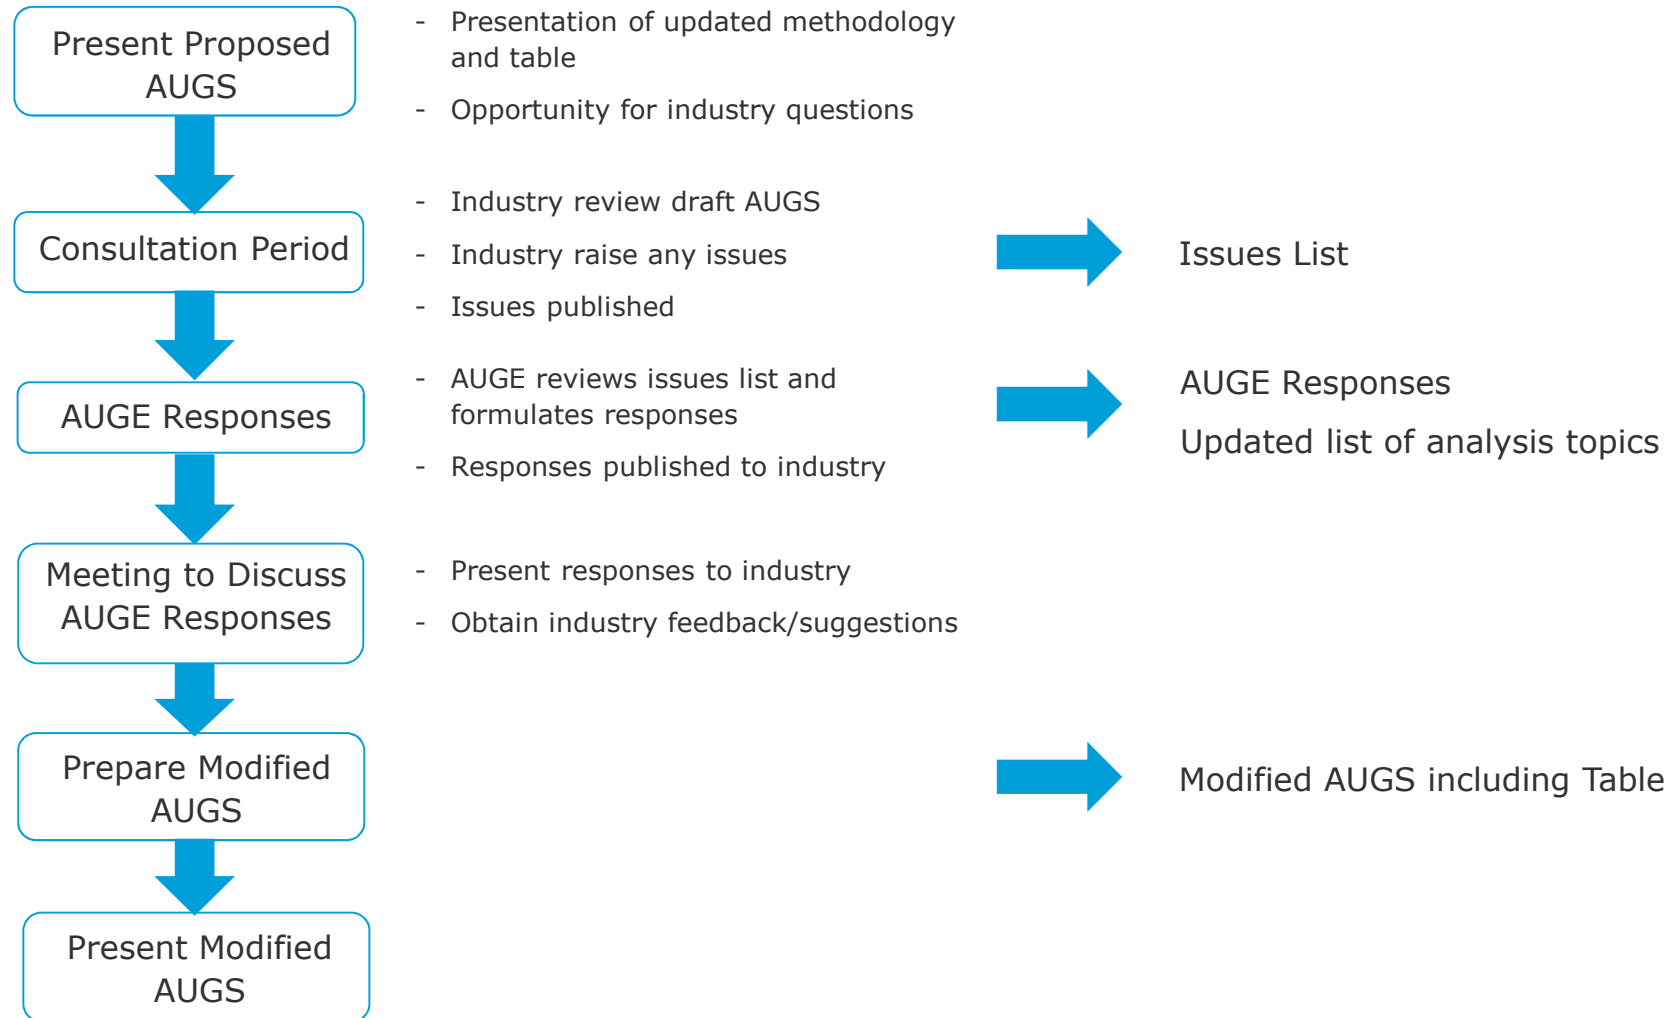 Present Proposed
AUGS
- Presentation of updated methodology
and table
- Opportunity for industry questions
Consultation Period
- Industry review draft AUGS
- Industry raise any issues
- Issues published
Issues List
AUGE Responses
- AUGE reviews issues list and
formulates responses
- Responses published to industry
AUGE Responses
Updated list of analysis topics
Meeting to Discuss
AUGE Responses
- Present responses to industry
- Obtain industry feedback/suggestions
Prepare Modified
AUGS
Modified AUGS including Table
Present Modified
AUGS